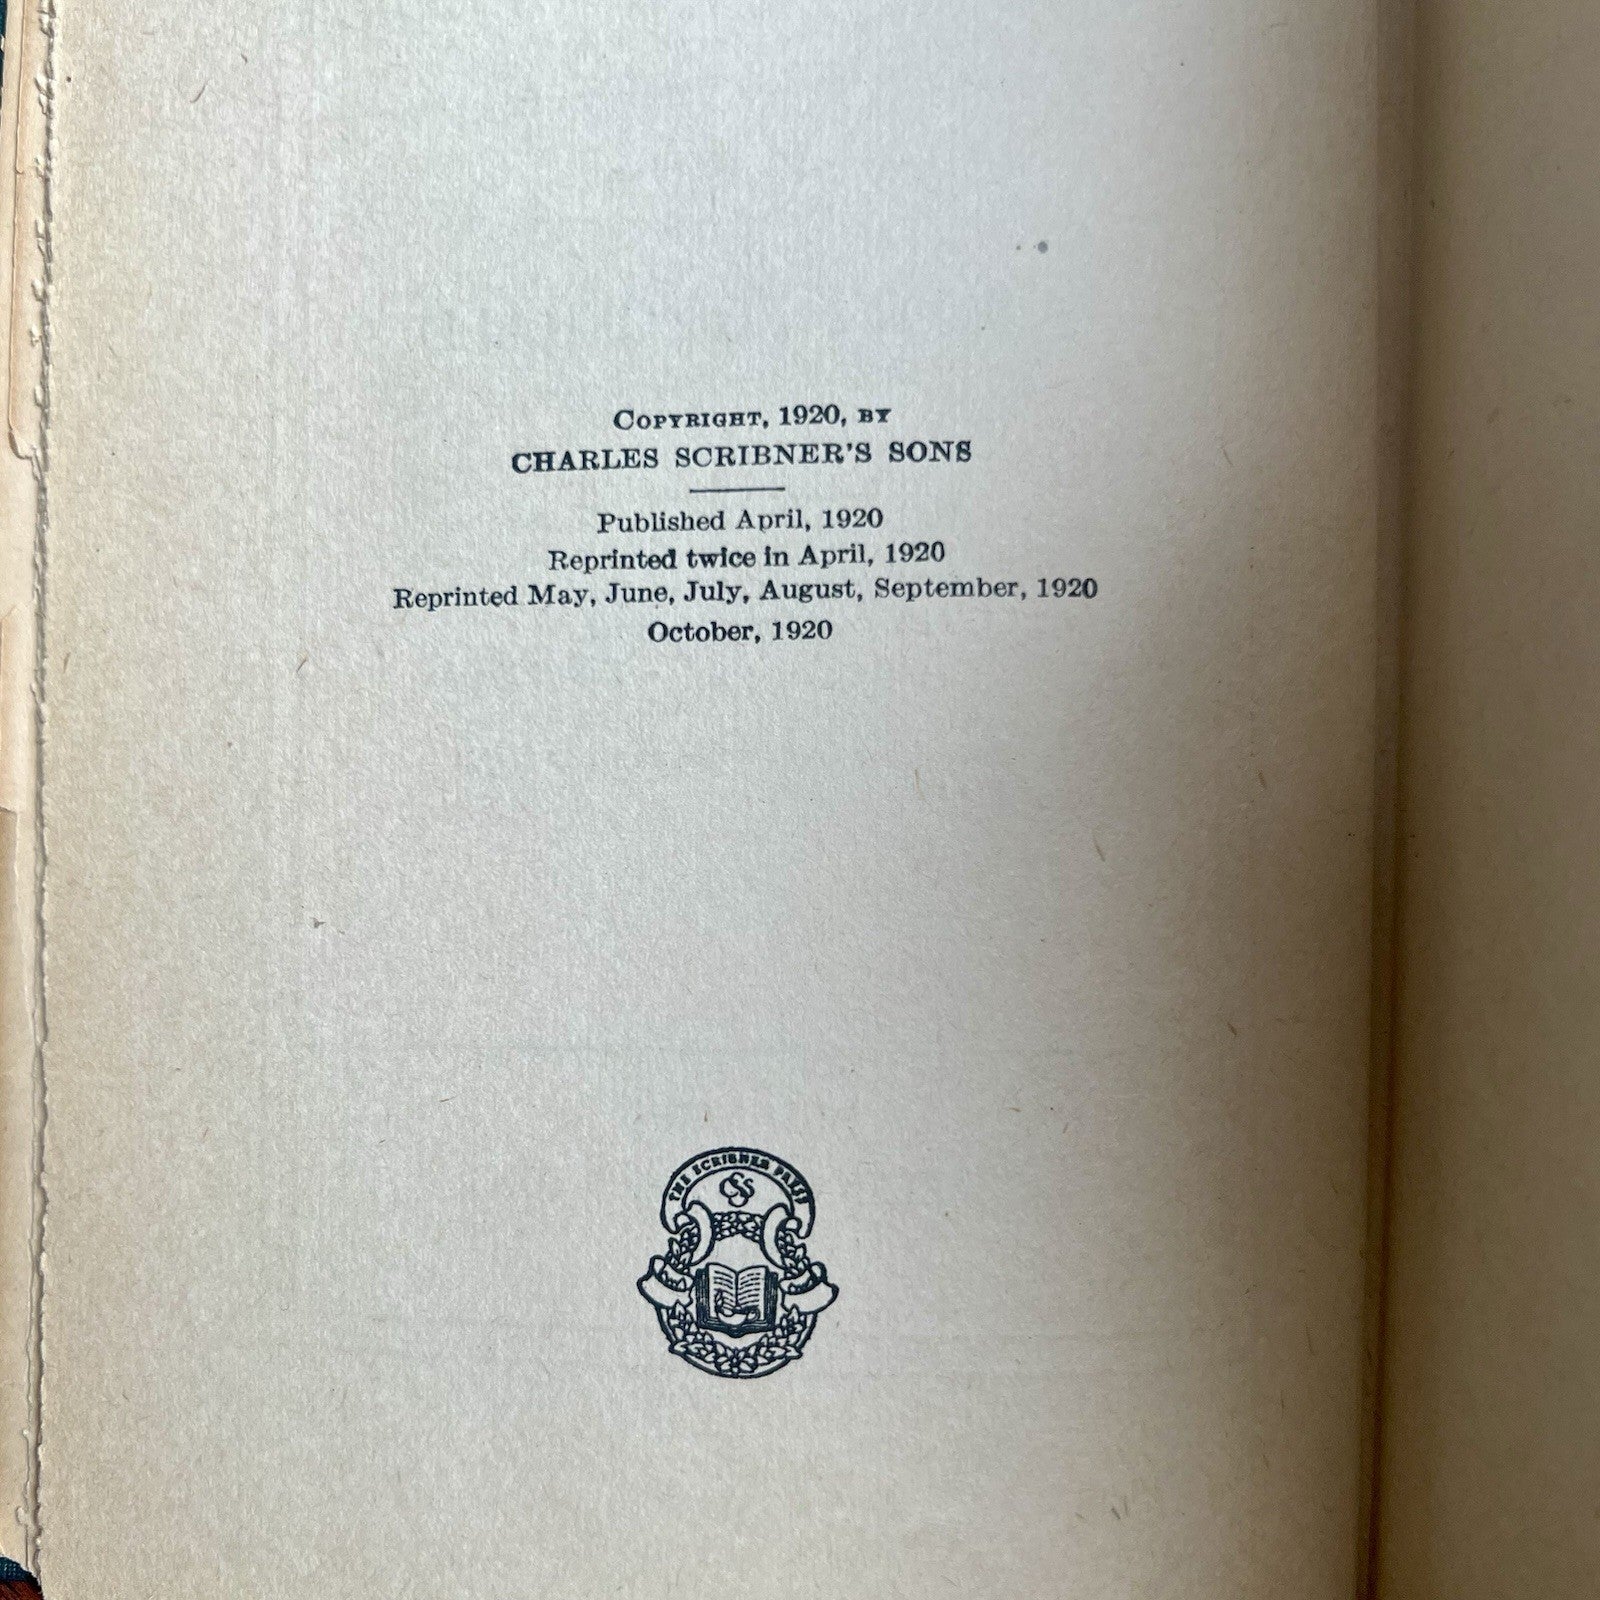 COPYRIGHT, 1920, BY
CHARLES SCRIBNER'S SONS
Published April, 1920
Reprinted twice in April, 1920
Reprinted May, June, July, August, September, 1920
October, 1920
THE SCRIBNER PRESS
CSS